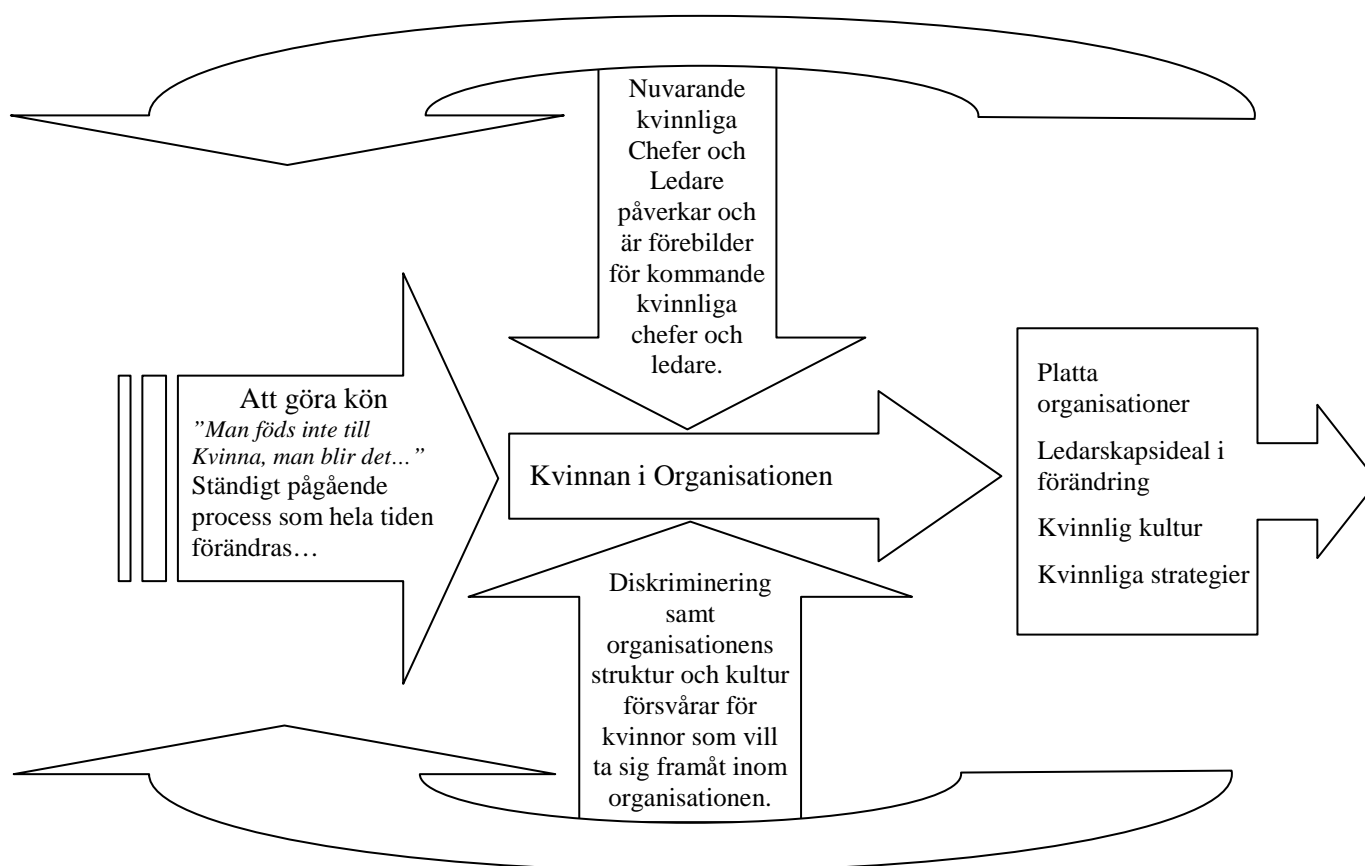 Nuvarande
kvinnliga
Chefer och
Ledare
påverkar och
är förebilder
för kommande
kvinnliga
chefer och
ledare.
Att göra kön
”Man föds inte till
Kvinna, man blir det…”
Ständigt pågående
process som hela tiden
förändras…
Kvinnan i Organisationen
Platta
organisationer
Ledarskapsideal i
förändring
Kvinnlig kultur
Kvinnliga strategier
Diskriminering
samt
organisationens
struktur och kultur
försvårar för
kvinnor som vill
ta sig framåt inom
organisationen.